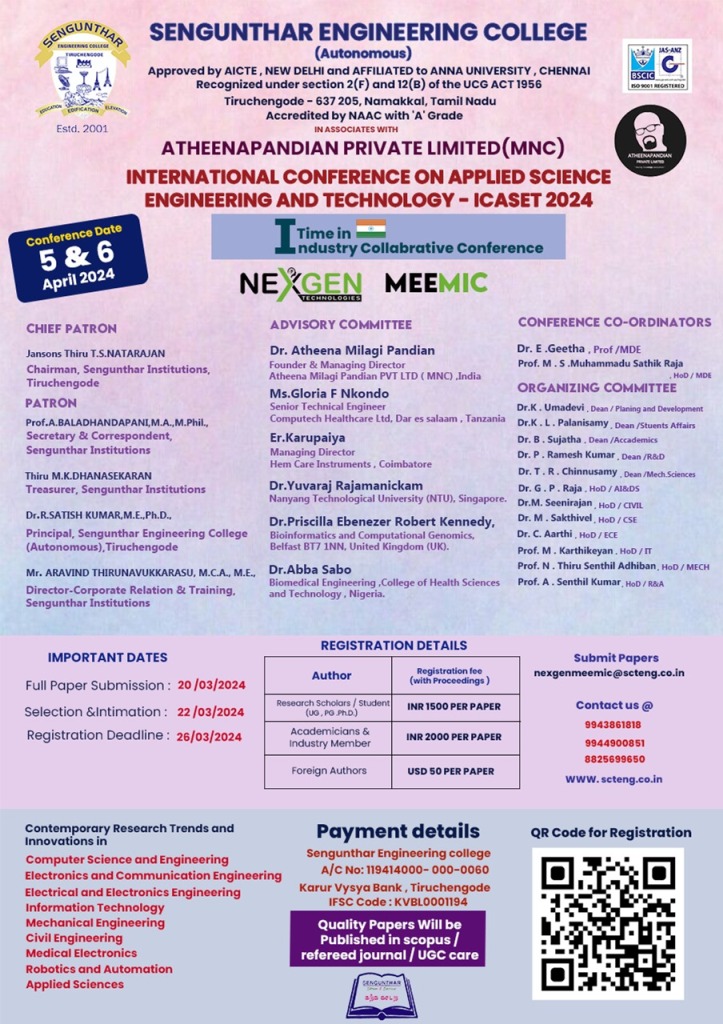 SENGUNTHAR
ENGINEERING COLLEGE
TIRUCHENGODE
EDUCATION EDIFICATION ELEVATION
Estd. 2001
SENGUNTHAR ENGINEERING COLLEGE
(Autonomous)
Approved by AICTE , NEW DELHI and AFFILIATED to ANNA UNIVERSITY , CHENNAI
Recognized under section 2(F) and 12(B) of the UCG ACT 1956
Tiruchengode - 637 205, Namakkal, Tamil Nadu
Accredited by NAAC with 'A' Grade
IN ASSOCIATES WITH
JAS-ANZ
BSCIC
ISO 9001 REGISTERED
ATHEENAPANDIAN
PRIVATE LIMITED
ATHEENAPANDIAN PRIVATE LIMITED(MNC)
INTERNATIONAL CONFERENCE ON APPLIED SCIENCE
ENGINEERING AND TECHNOLOGY - ICASET 2024
Conference Date
5 & 6
April 2024
I Time in
ndustry Collabrative Conference
NEXGEN
TECHNOLOGIES
MEEMIC
CHIEF PATRON
Jansons Thiru T.S.NATARAJAN
Chairman, Sengunthar Institutions,
Tiruchengode
PATRON
Prof.A.BALADHANDAPANI,M.A.,M.Phil.,
Secretary & Correspondent,
Sengunthar Institutions
Thiru M.K.DHANASEKARAN
Treasurer, Sengunthar Institutions
Dr.R.SATISH KUMAR,M.E.,Ph.D.,
Principal, Sengunthar Engineering College
(Autonomous),Tiruchengode
Mr. ARAVIND THIRUNAVUKKARASU, M.C.A., M.E.,
Director-Corporate Relation & Training,
Sengunthar Institutions
ADVISORY COMMITTEE
Dr. Atheena Milagi Pandian
Founder & Managing Director
Atheena Milagi Pandian PVT LTD ( MNC) ,India
Ms.Gloria F Nkondo
Senior Technical Engineer
Computech Healthcare Ltd, Dar es salaam , Tanzania
Er.Karupaiya
Managing Director
Hem Care Instruments , Coimbatore
Dr.Yuvaraj Rajamanickam
Nanyang Technological University (NTU), Singapore.
Dr.Priscilla Ebenezer Robert Kennedy,
Bioinformatics and Computational Genomics,
Belfast BT7 1NN, United Kingdom (UK).
Dr.Abba Sabo
Biomedical Engineering ,College of Health Sciences
and Technology , Nigeria.
CONFERENCE CO-ORDINATORS
Dr. E .Geetha , Prof /MDE
Prof. M . S .Muhammadu Sathik Raja
, HoD / MDE
ORGANIZING COMMITTEE
Dr.K . Umadevi , Dean / Planing and Development
Dr.K . L . Palanisamy , Dean /Stuents Affairs
Dr. B . Sujatha , Dean /Accademics
Dr. P . Ramesh Kumar , Dean /R&D
Dr. T . R . Chinnusamy , Dean /Mech.Sciences
Dr. G . P . Raja , HoD / AI&DS
Dr.M. Seenirajan , HoD / CIVIL
Dr. M . Sakthivel , HoD / CSE
Dr. C. Aarthi , HoD / ECE
Prof. M . Karthikeyan , HoD / IT
Prof. N . Thiru Senthil Adhiban , HoD / MECH
Prof. A . Senthil Kumar , HoD / R&A
IMPORTANT DATES
Full Paper Submission : 20 /03/2024
Selection &Intimation : 22 /03/2024
Registration Deadline : 26/03/2024
REGISTRATION DETAILS
Author Registration fee
(with Proceedings )
Research Scholars / Student
(UG , PG .Ph.D.) INR 1500 PER PAPER
Academicians &
Industry Member INR 2000 PER PAPER
Foreign Authors USD 50 PER PAPER
Submit Papers
nexgenmeemic@scteng.co.in
Contact us @
9943861818
9944900851
8825699650
WWW. scteng.co.in
Contemporary Research Trends and
Innovations in
Computer Science and Engineering
Electronics and Communication Engineering
Electrical and Electronics Engineering
Information Technology
Mechanical Engineering
Civil Engineering
Medical Electronics
Robotics and Automation
Applied Sciences
Payment details
Sengunthar Engineering college
A/C No: 119414000- 000-0060
Karur Vysya Bank , Tiruchengode
IFSC Code : KVBL0001194
Quality Papers Will be
Published in scopus /
refereed journal / UGC care
SENGUNTHAR
QR Code for Registration